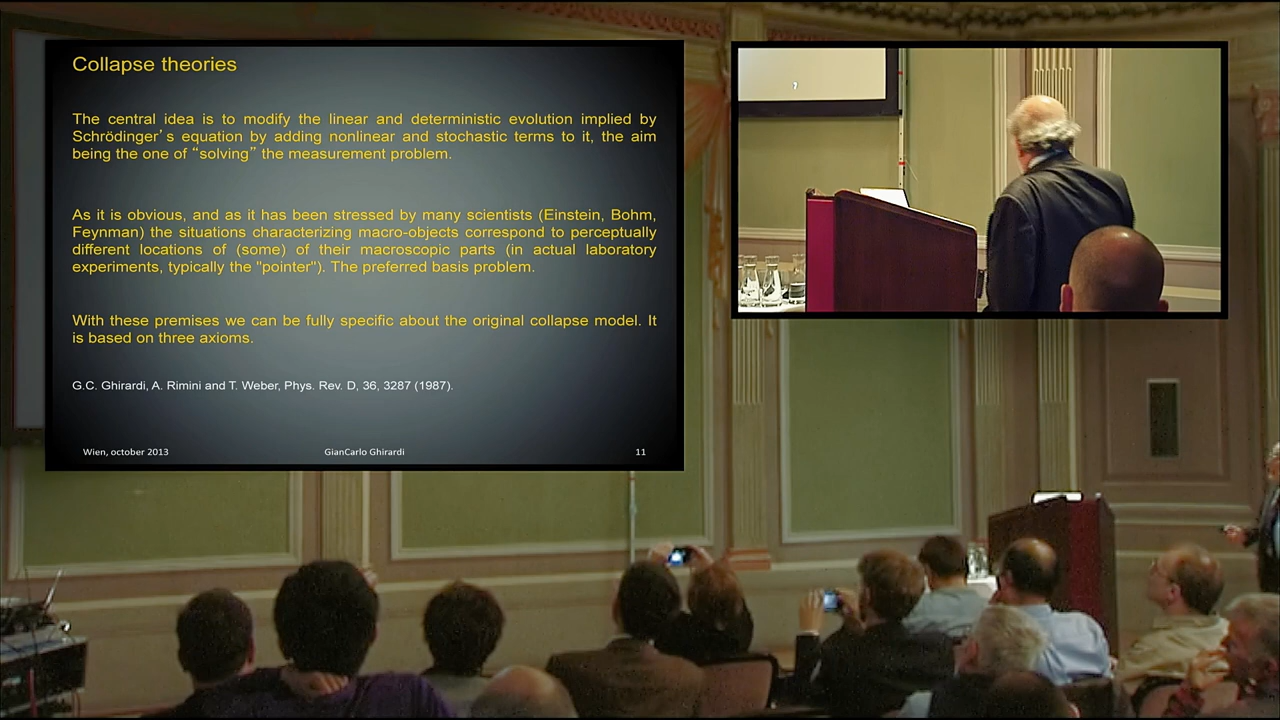 Collapse theories
The central idea is to modify the linear and deterministic evolution implied by
Schrödinger's equation by adding nonlinear and stochastic terms to it, the aim
being the one of “solving” the measurement problem.
As it is obvious, and as it has been stressed by many scientists (Einstein, Bohm,
Feynman) the situations characterizing macro-objects correspond to perceptually
different locations of (some) of their macroscopic parts (in actual laboratory
experiments, typically the "pointer"). The preferred basis problem.
With these premises we can be fully specific about the original collapse model. It
is based on three axioms.
G.C. Ghirardi, A. Rimini and T. Weber, Phys. Rev. D, 36, 3287 (1987).
Wien, october 2013 GianCarlo Ghirardi 11